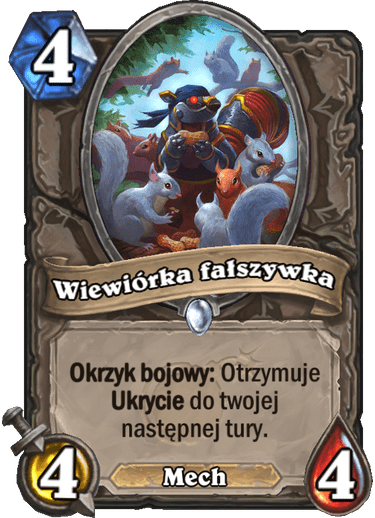 4
Wiewiórka fałszywka
Okrzyk bojowy: Otrzymuje
Ukrycie do twojej
następnej tury.
4
Mech
4